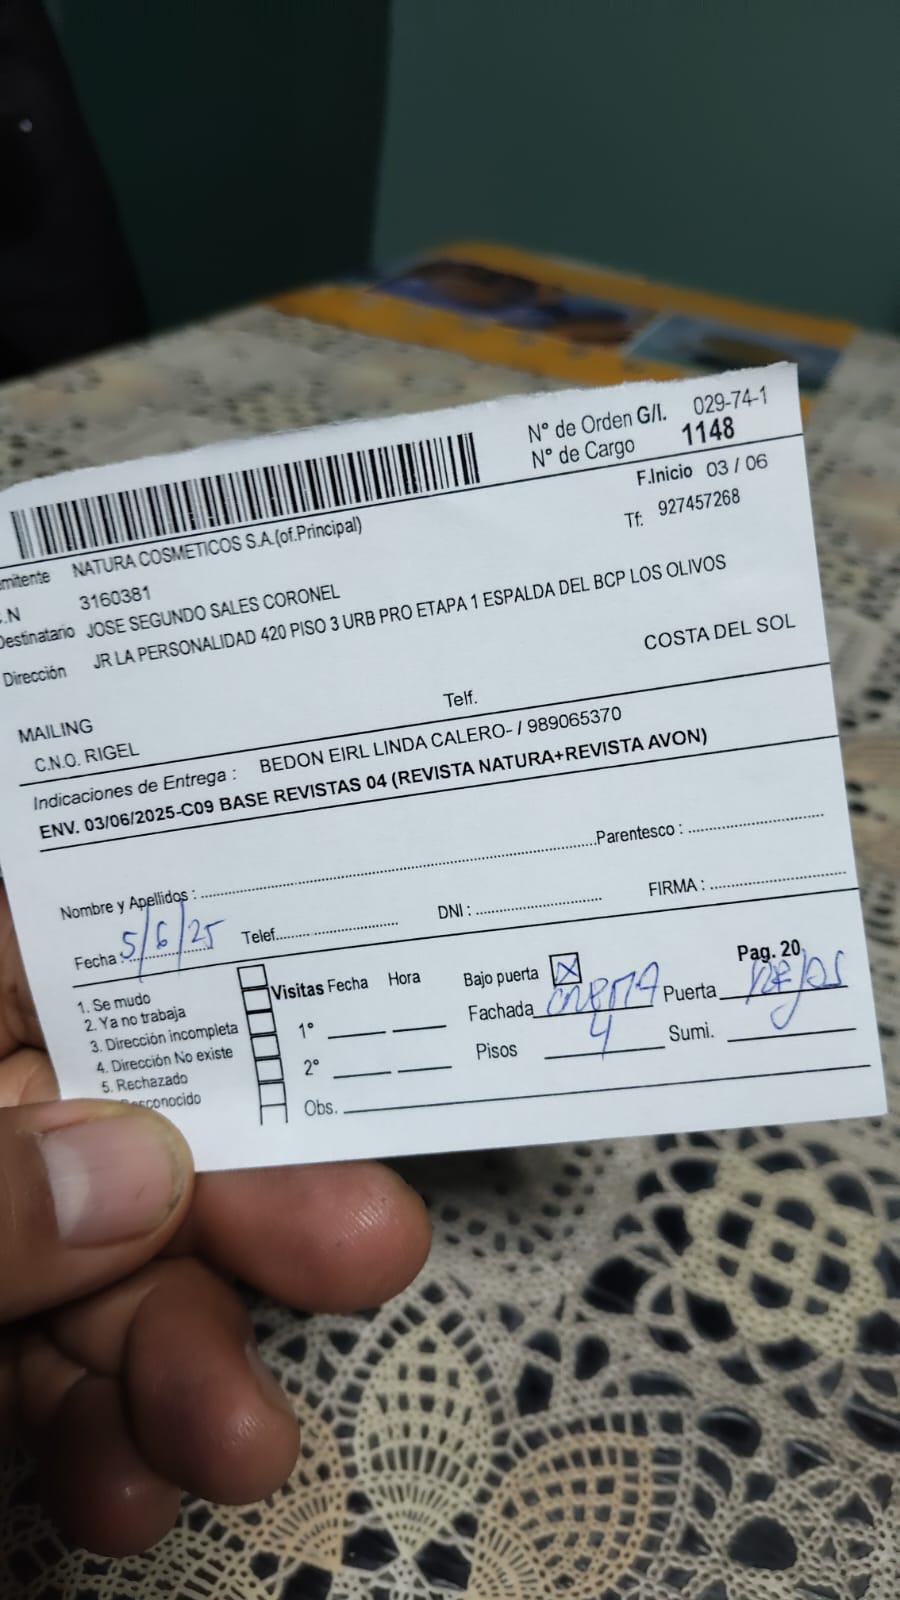 N° de Orden G/I. 029-74-1
N° de Cargo 1148
F.Inicio 03 / 06
Tf: 927457268
mitente NATURA COSMETICOS S.A.(of.Principal)
.N 3160381
Destinatario JOSE SEGUNDO SALES CORONEL
Dirección JR LA PERSONALIDAD 420 PISO 3 URB PRO ETAPA 1 ESPALDA DEL BCP LOS OLIVOS
COSTA DEL SOL
MAILING Telf.
C.N.O. RIGEL
Indicaciones de Entrega : BEDON EIRL LINDA CALERO- / 989065370
ENV. 03/06/2025-C09 BASE REVISTAS 04 (REVISTA NATURA+REVISTA AVON)
Nombre y Apellidos : Parentesco :
Fecha : 5/6/25 Telef. DNI : FIRMA :
Pag. 20
1. Se mudo
2. Ya no trabaja
3. Dirección incompleta
4. Dirección No existe
5. Rechazado
esconocido
Visitas Fecha Hora
1°
2°
Obs.
Bajo puerta X
Fachada crema Puerta rejas
Pisos 4 Sumi.